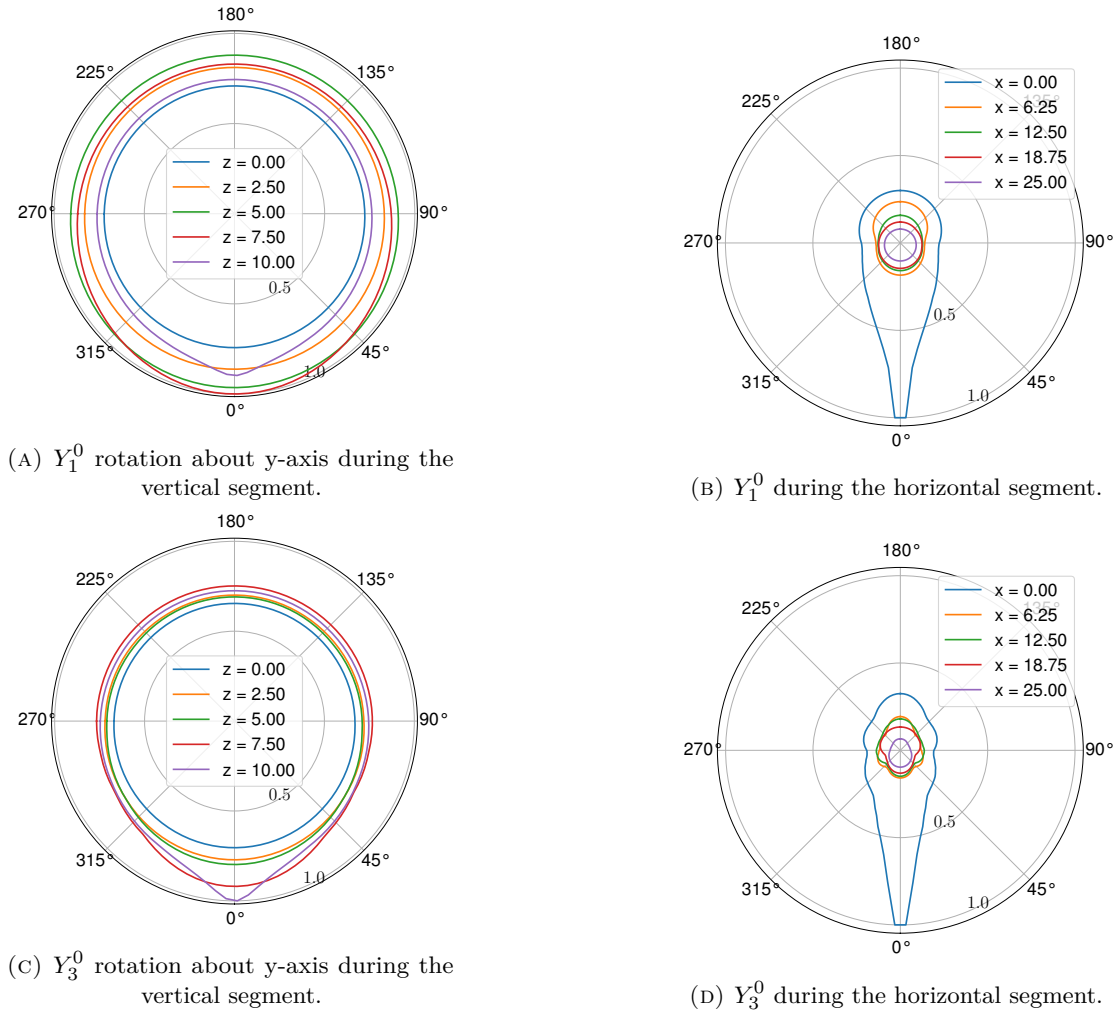 180°
225°
135°
z = 0.00
z = 2.50
z = 5.00
z = 7.50
z = 10.00
270°
90°
0.5
315°
45°
1.0
0°
(A) Y_1^0 rotation about y-axis during the
vertical segment.
180°
225°
135°
x = 0.00
x = 6.25
x = 12.50
x = 18.75
x = 25.00
270°
90°
0.5
315°
45°
1.0
0°
(B) Y_1^0 during the horizontal segment.
180°
225°
135°
z = 0.00
z = 2.50
z = 5.00
z = 7.50
z = 10.00
270°
90°
0.5
315°
45°
1.0
0°
(C) Y_3^0 rotation about y-axis during the
vertical segment.
180°
225°
135°
x = 0.00
x = 6.25
x = 12.50
x = 18.75
x = 25.00
270°
90°
0.5
315°
45°
1.0
0°
(D) Y_3^0 during the horizontal segment.